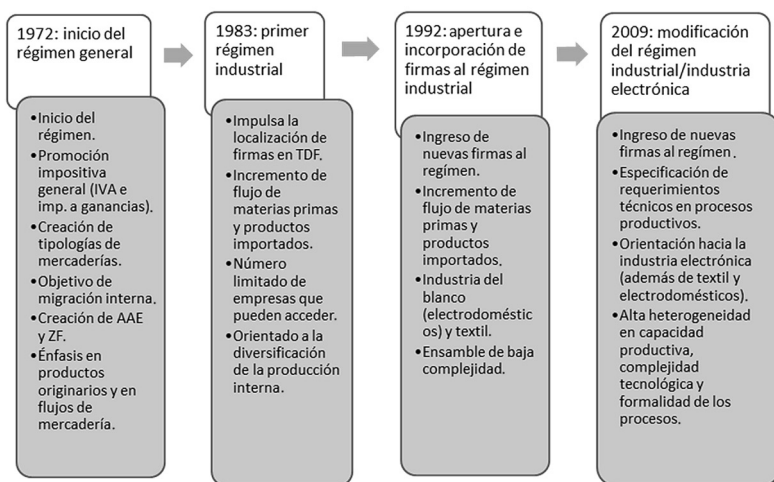 1972: inicio del
régimen general
•Inicio del
régimen.
•Promoción
impositiva
general (IVA e
imp. a ganancias).
•Creación de
tipologías de
mercaderías.
•Objetivo de
migración interna.
•Creación de AAE
y ZF.
•Énfasis en
productos
originarios y en
flujos de
mercadería.
1983: primer
régimen
industrial
•Impulsa la
localización de
firmas en TDF.
•Incremento de
flujo de
materias primas
y productos
importados.
•Número
limitado de
empresas que
pueden acceder.
•Orientado a la
diversificación
de la producción
interna.
1992: apertura e
incorporación de
firmas al régimen
industrial
•Ingreso de
nuevas firmas al
regímen.
•Incremento de
flujo de materias
primas y
productos
importados.
•Industria del
blanco
(electrodoméstic
os) y textil.
•Ensamble de baja
complejidad.
2009: modificación
del régimen
industrial/industria
electrónica
•Ingreso de nuevas
firmas al regímen.
•Especificación de
requerimientos
técnicos en procesos
productivos.
•Orientación hacia la
industria electrónica
(además de textil y
electrodomésticos).
•Alta heterogeneidad
en capacidad
productiva,
complejidad
tecnológica y
formalidad de los
procesos.